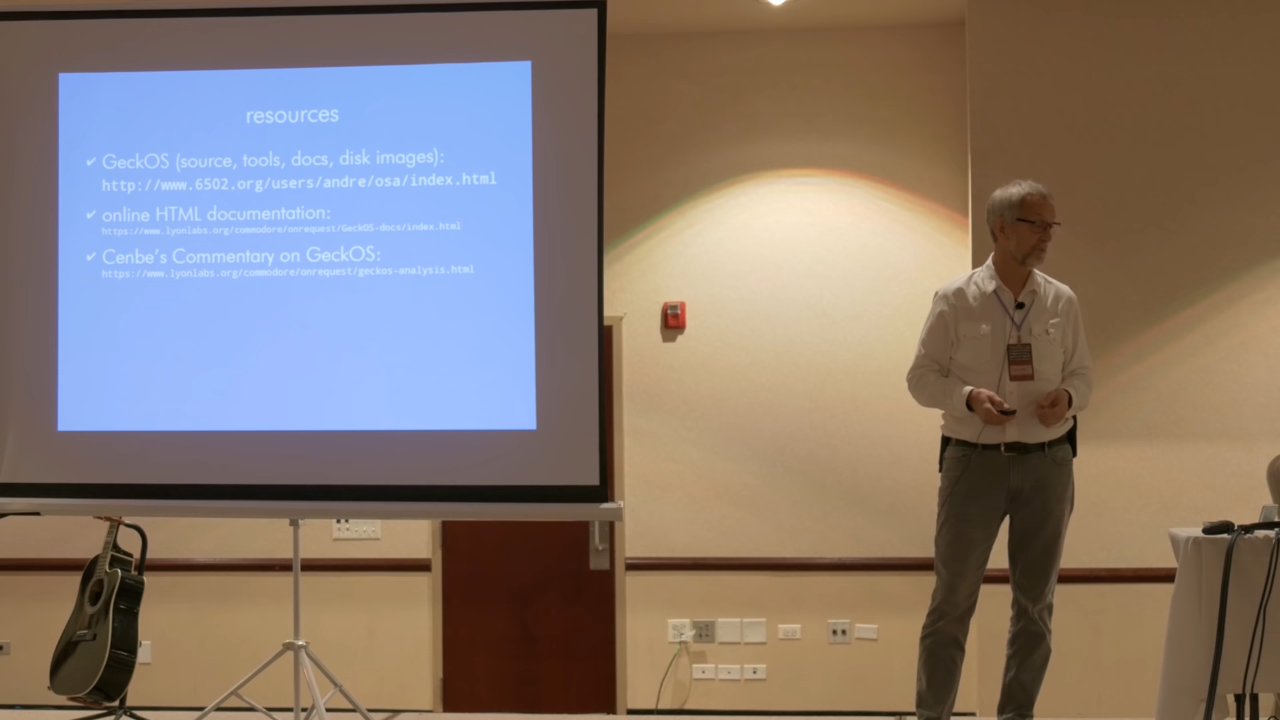 resources
✔ GeckOS (source, tools, docs, disk images):
http://www.6502.org/users/andre/osa/index.html
✔ online HTML documentation:
https://www.lyonlabs.org/commodore/onrequest/GeckOS-docs/index.html
✔ Cenbe's Commentary on GeckOS:
https://www.lyonlabs.org/commodore/onrequest/geckos-analysis.html